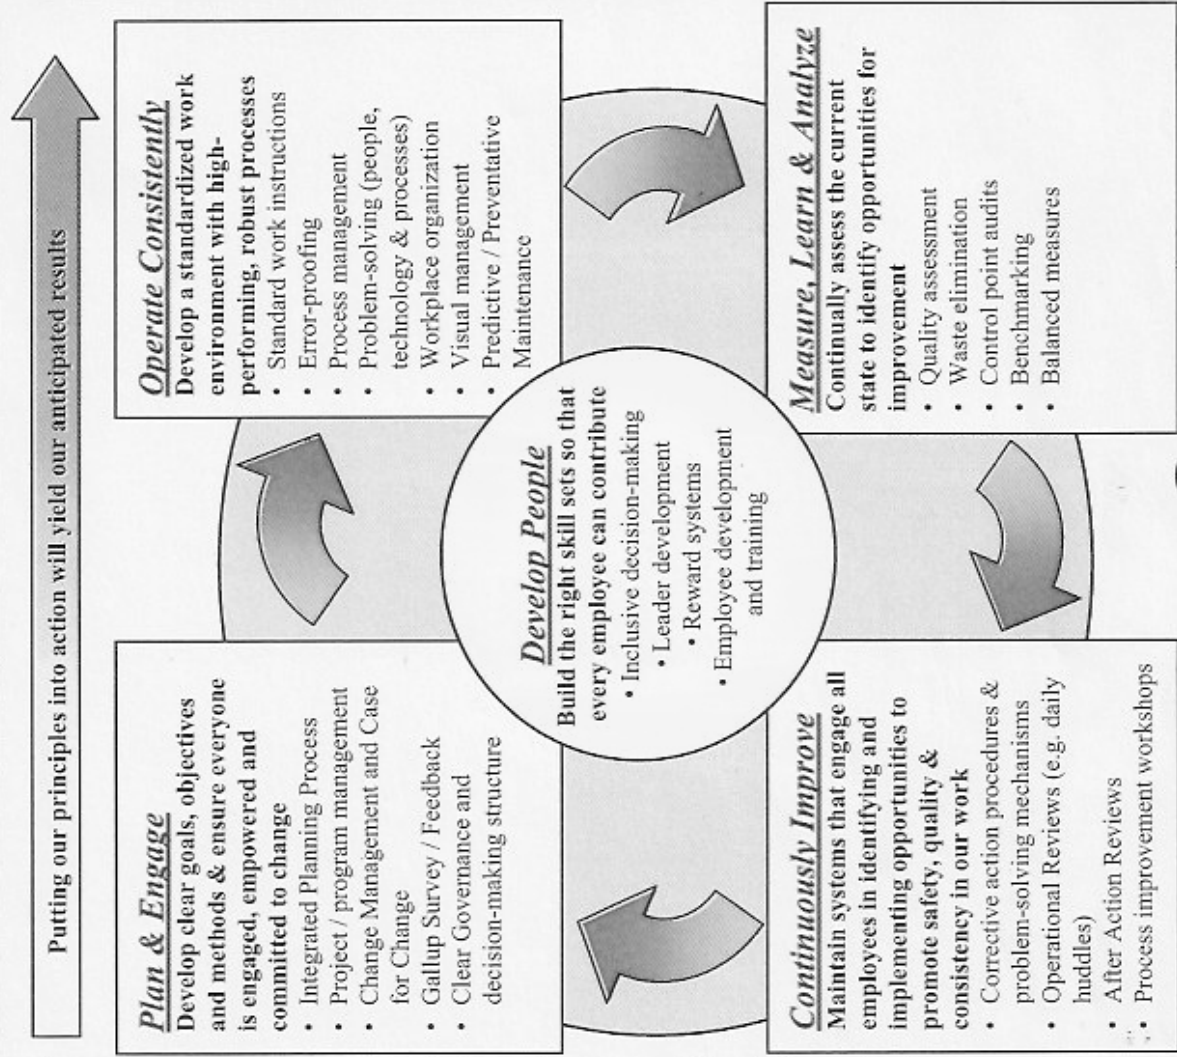 Putting our principles into action will yield our anticipated results
Plan & Engage
Develop clear goals, objectives
and methods & ensure everyone
is engaged, empowered and
committed to change
• Integrated Planning Process
• Project / program management
• Change Management and Case
for Change
• Gallup Survey / Feedback
• Clear Governance and
decision-making structure
Operate Consistently
Develop a standardized work
environment with high-
performing, robust processes
• Standard work instructions
• Error-proofing
• Process management
• Problem-solving (people,
technology & processes)
• Workplace organization
• Visual management
• Predictive / Preventative
Maintenance
Develop People
Build the right skill sets so that
every employee can contribute
• Inclusive decision-making
• Leader development
• Reward systems
• Employee development
and training
Continuously Improve
Maintain systems that engage all
employees in identifying and
implementing opportunities to
promote safety, quality &
consistency in our work
• Corrective action procedures &
problem-solving mechanisms
• Operational Reviews (e.g. daily
huddles)
• After Action Reviews
• Process improvement workshops
Measure, Learn & Analyze
Continually assess the current
state to identify opportunities for
improvement
• Quality assessment
• Waste elimination
• Control point audits
• Benchmarking
• Balanced measures